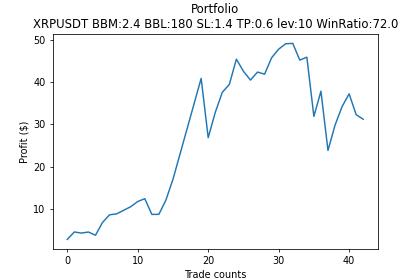 Portfolio
XRPUSDT BBM:2.4 BBL:180 SL:1.4 TP:0.6 lev:10 WinRatio:72.0
50
40
30
20
10
Profit ($)
0 10 20 30 40
Trade counts